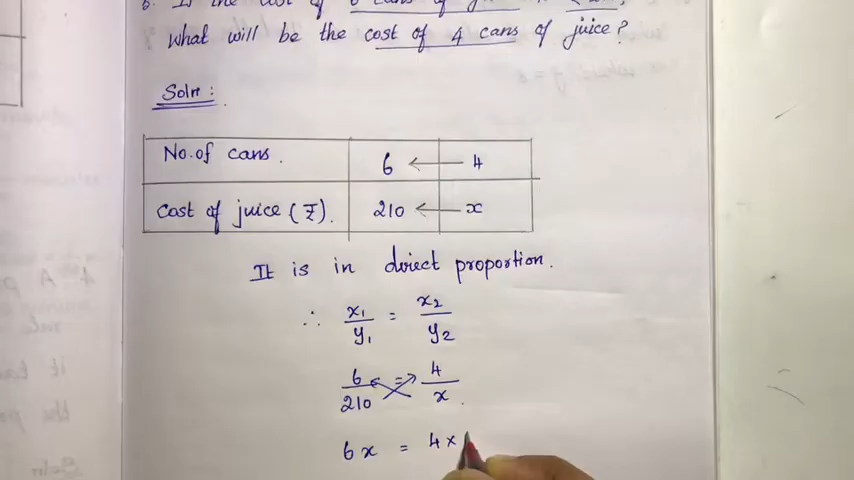 what will be the cost of 4 cans of juice?
Soln:
No.of cans. 6 ← 4
Cost of juice (₹). 210 ← x
It is in direct proportion.
∴ x₁/y₁ = x₂/y₂
6/210 = 4/x
6x = 4×